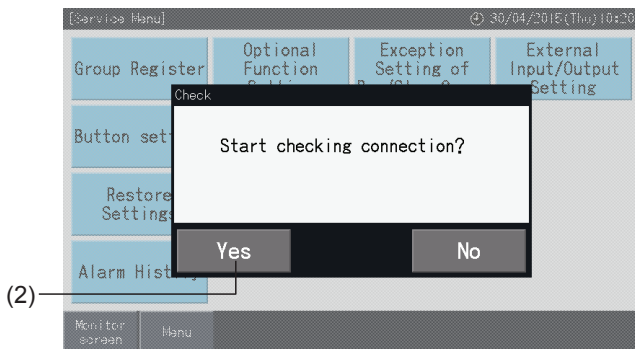 [Service Menu] 30/04/2015(Thu)10:20
Group Register
Optional
Function
Exception
Setting of
External
Input/Output
Setting
Check
Start checking connection?
Button set
Restore
Settings
Yes No
Alarm Hist
(2)
Monitor
screen
Menu